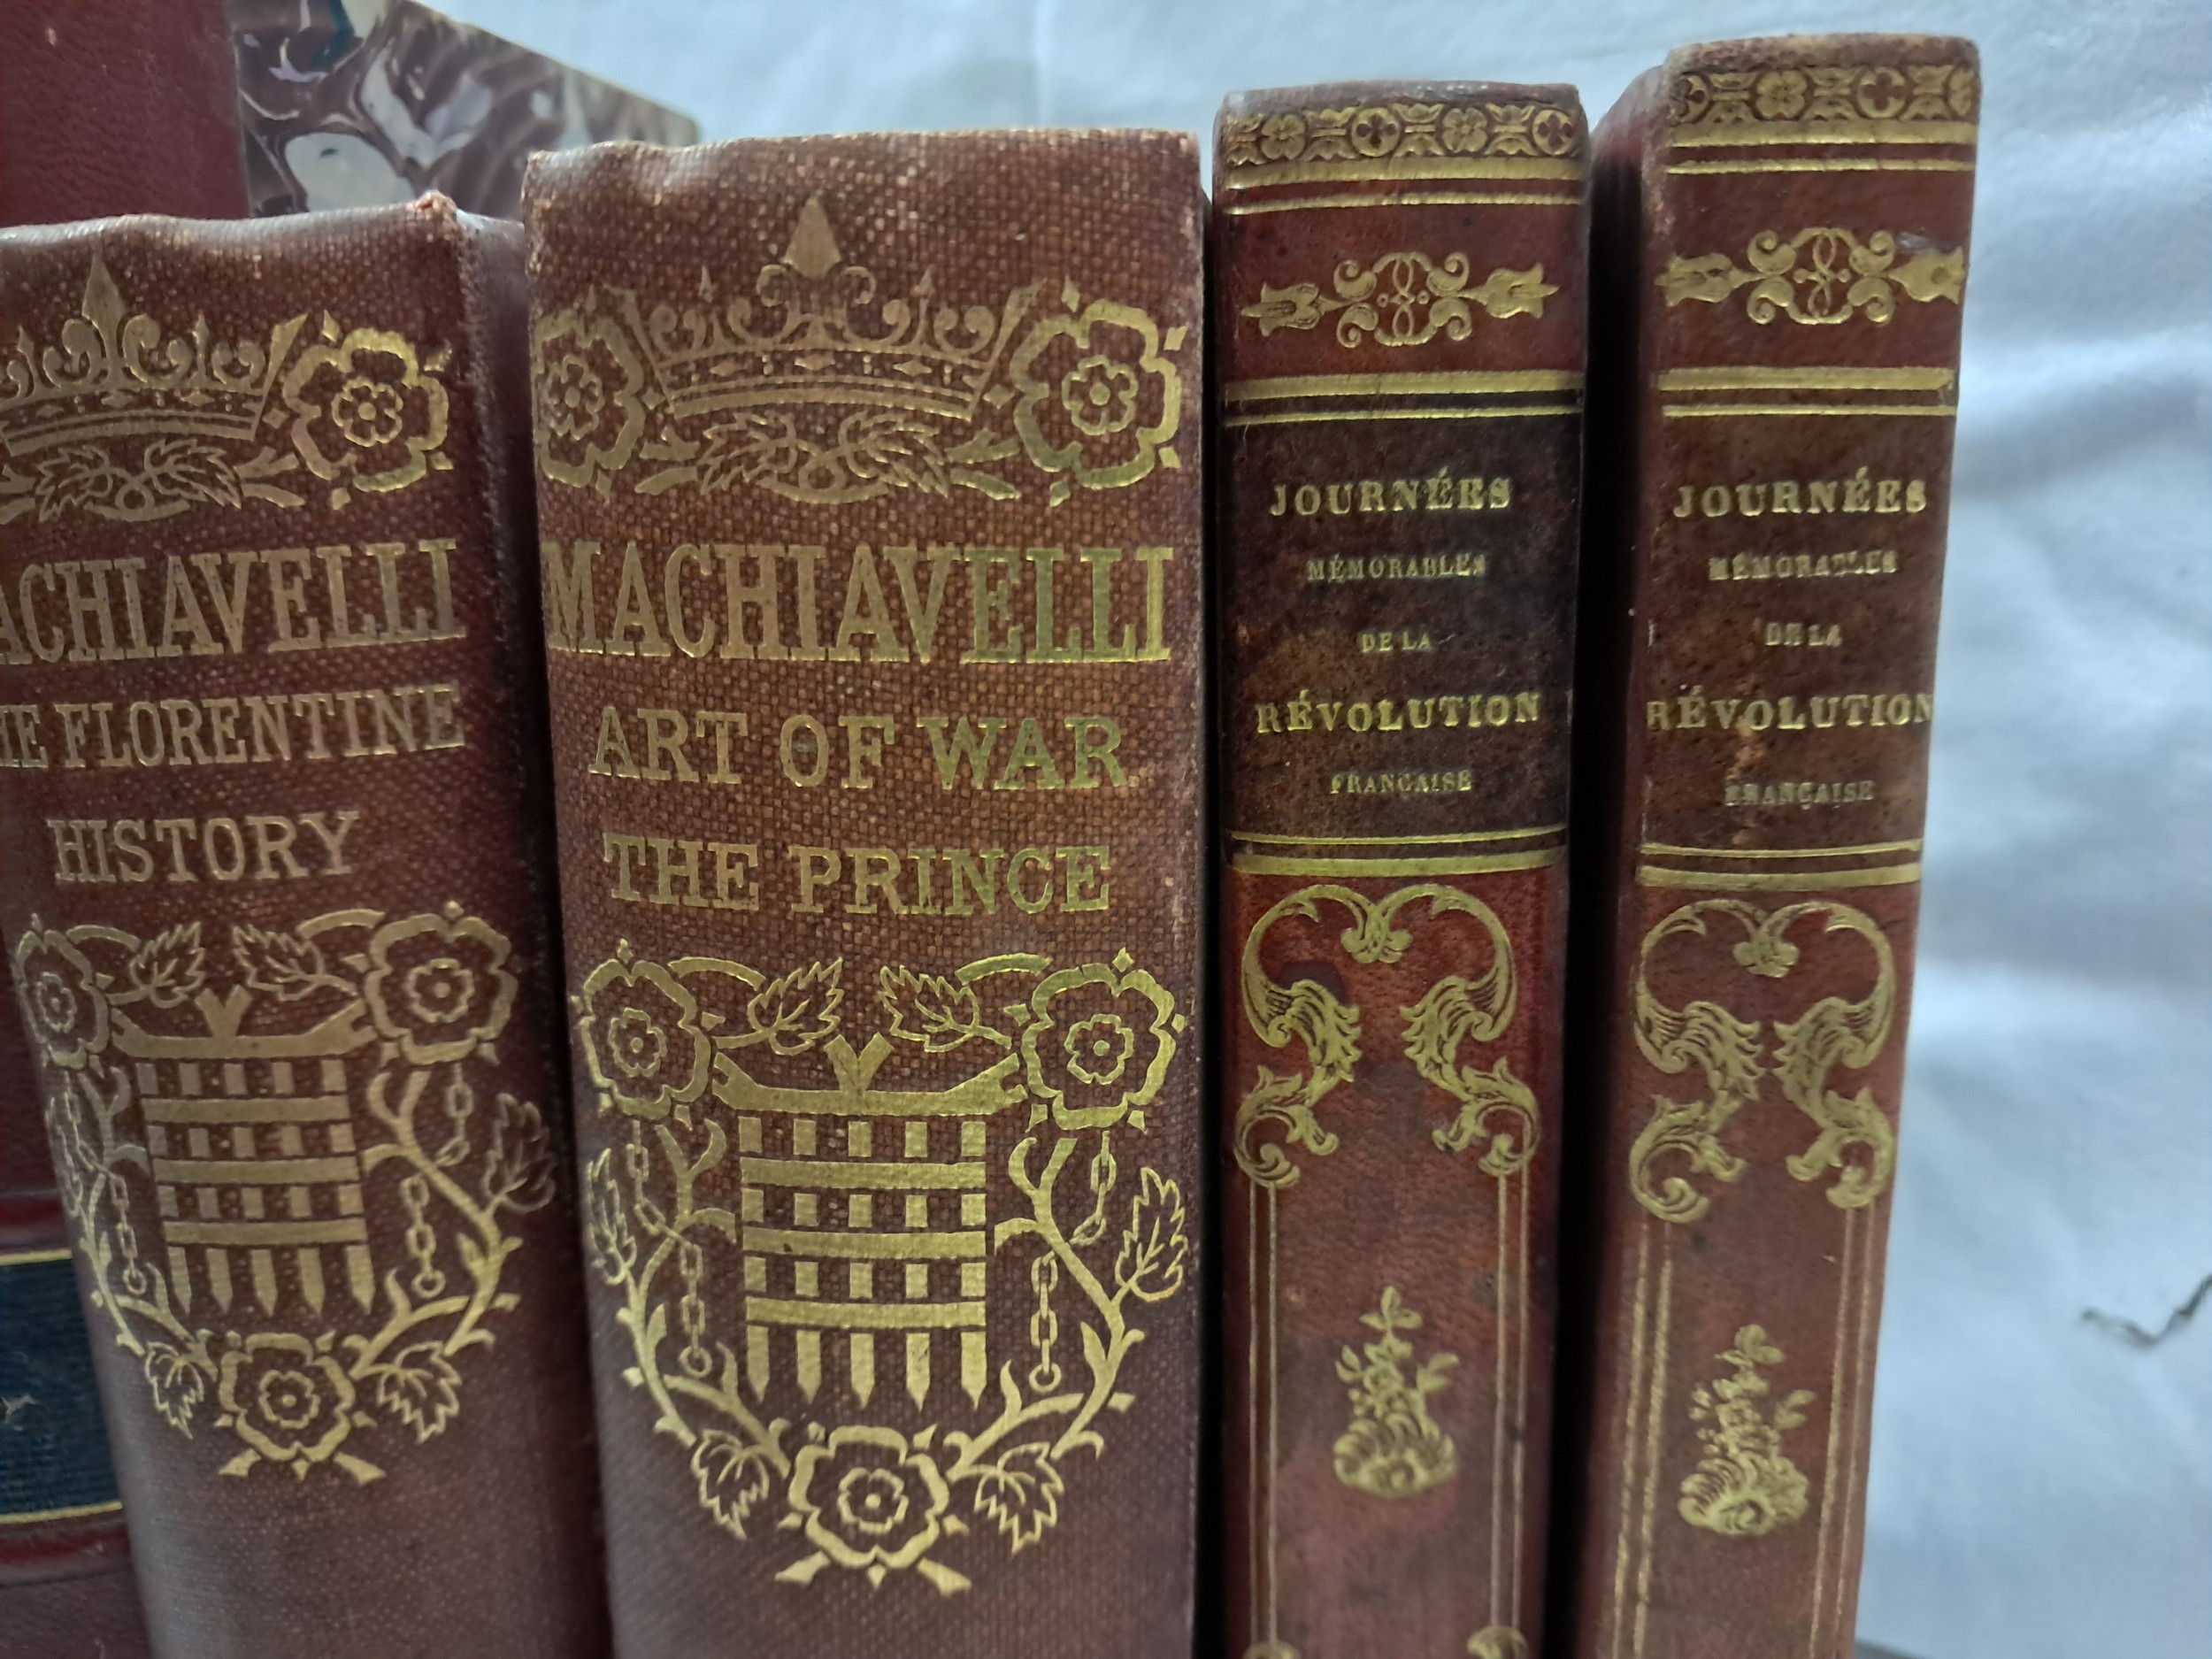 ACHIAVELLI
HE FLORENTINE
HISTORY
MACHIAVELLI
ART OF WAR
THE PRINCE
JOURNÉES
MÉMORABLES
DE LA
RÉVOLUTION
FRANÇAISE
JOURNÉES
MÉMORABLES
DE LA
RÉVOLUTION
FRANÇAISE